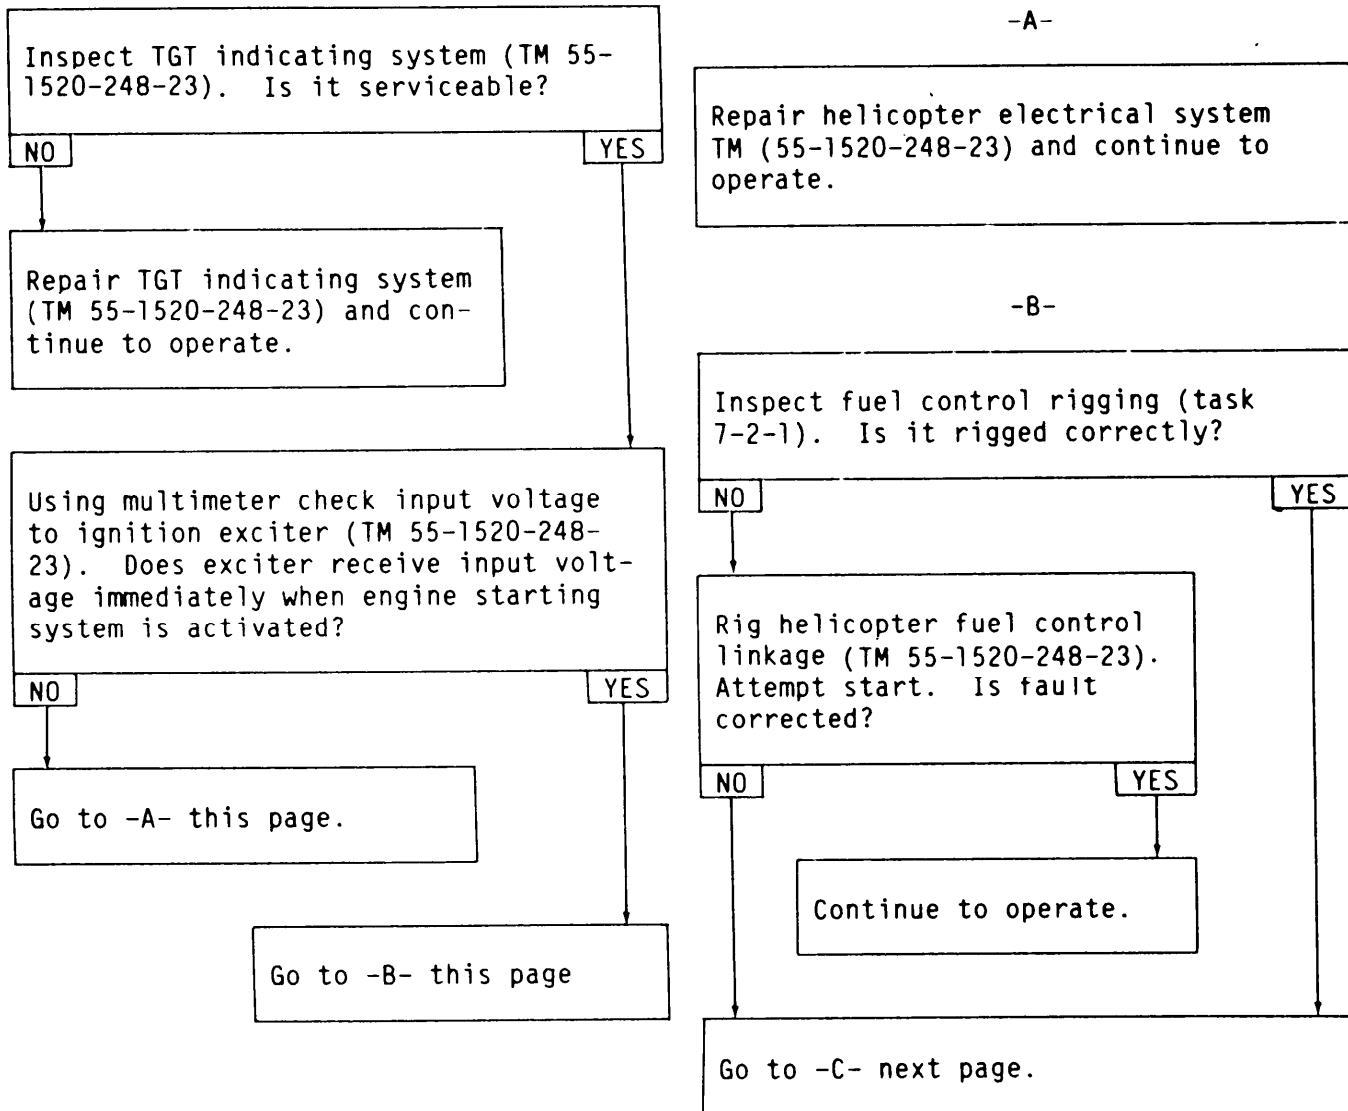 Inspect TGT indicating system (TM 55-
1520-248-23). Is it serviceable?
NO
YES
Repair TGT indicating system
(TM 55-1520-248-23) and con-
tinue to operate.
Using multimeter check input voltage
to ignition exciter (TM 55-1520-248-
23). Does exciter receive input volt-
age immediately when engine starting
system is activated?
NO
YES
Go to -A- this page.
Go to -B- this page
-A-
Repair helicopter electrical system
TM (55-1520-248-23) and continue to
operate.
-B-
Inspect fuel control rigging (task
7-2-1). Is it rigged correctly?
NO
YES
Rig helicopter fuel control
linkage (TM 55-1520-248-23).
Attempt start. Is fault
corrected?
NO
YES
Continue to operate.
Go to -C- next page.